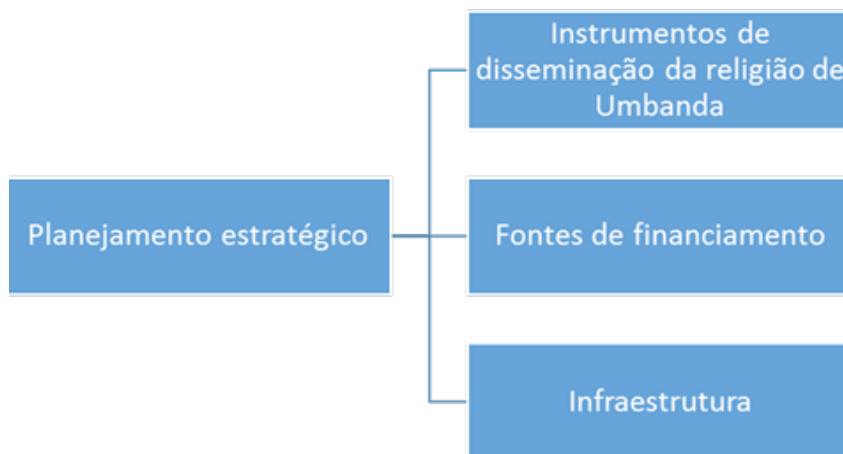 Instrumentos de
disseminação da religião de
Umbanda
Planejamento estratégico
Fontes de financiamento
Infraestrutura